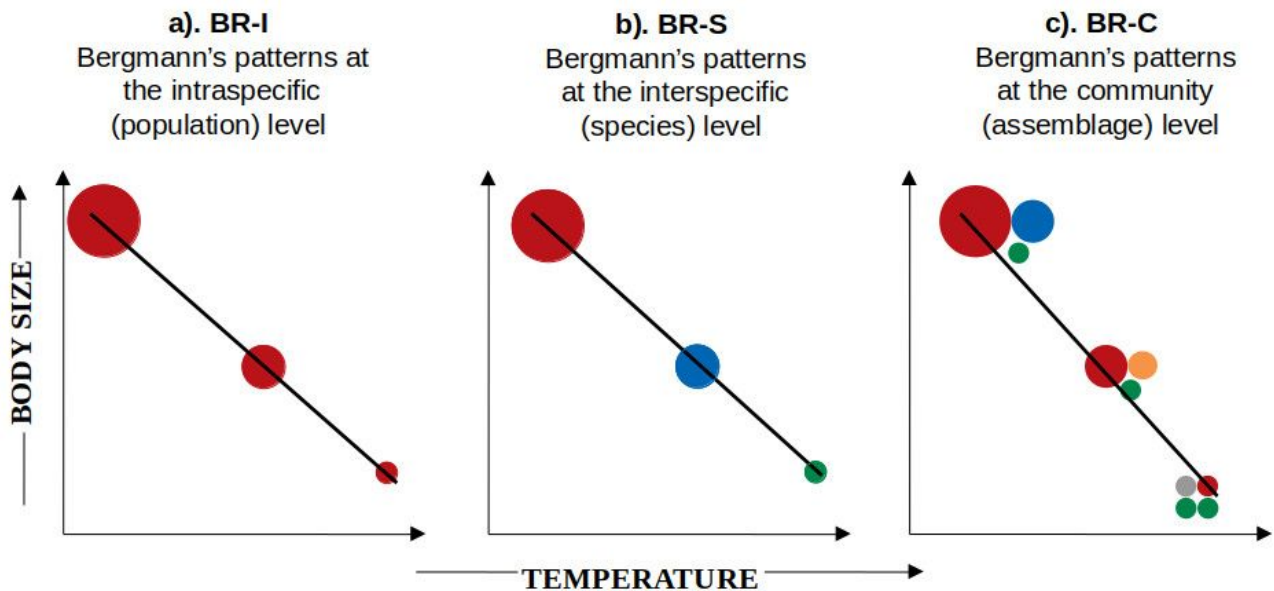 a). BR-I
Bergmann’s patterns at
the intraspecific
(population) level
b). BR-S
Bergmann’s patterns
at the interspecific
(species) level
c). BR-C
Bergmann’s patterns
at the community
(assemblage) level
BODY SIZE
TEMPERATURE